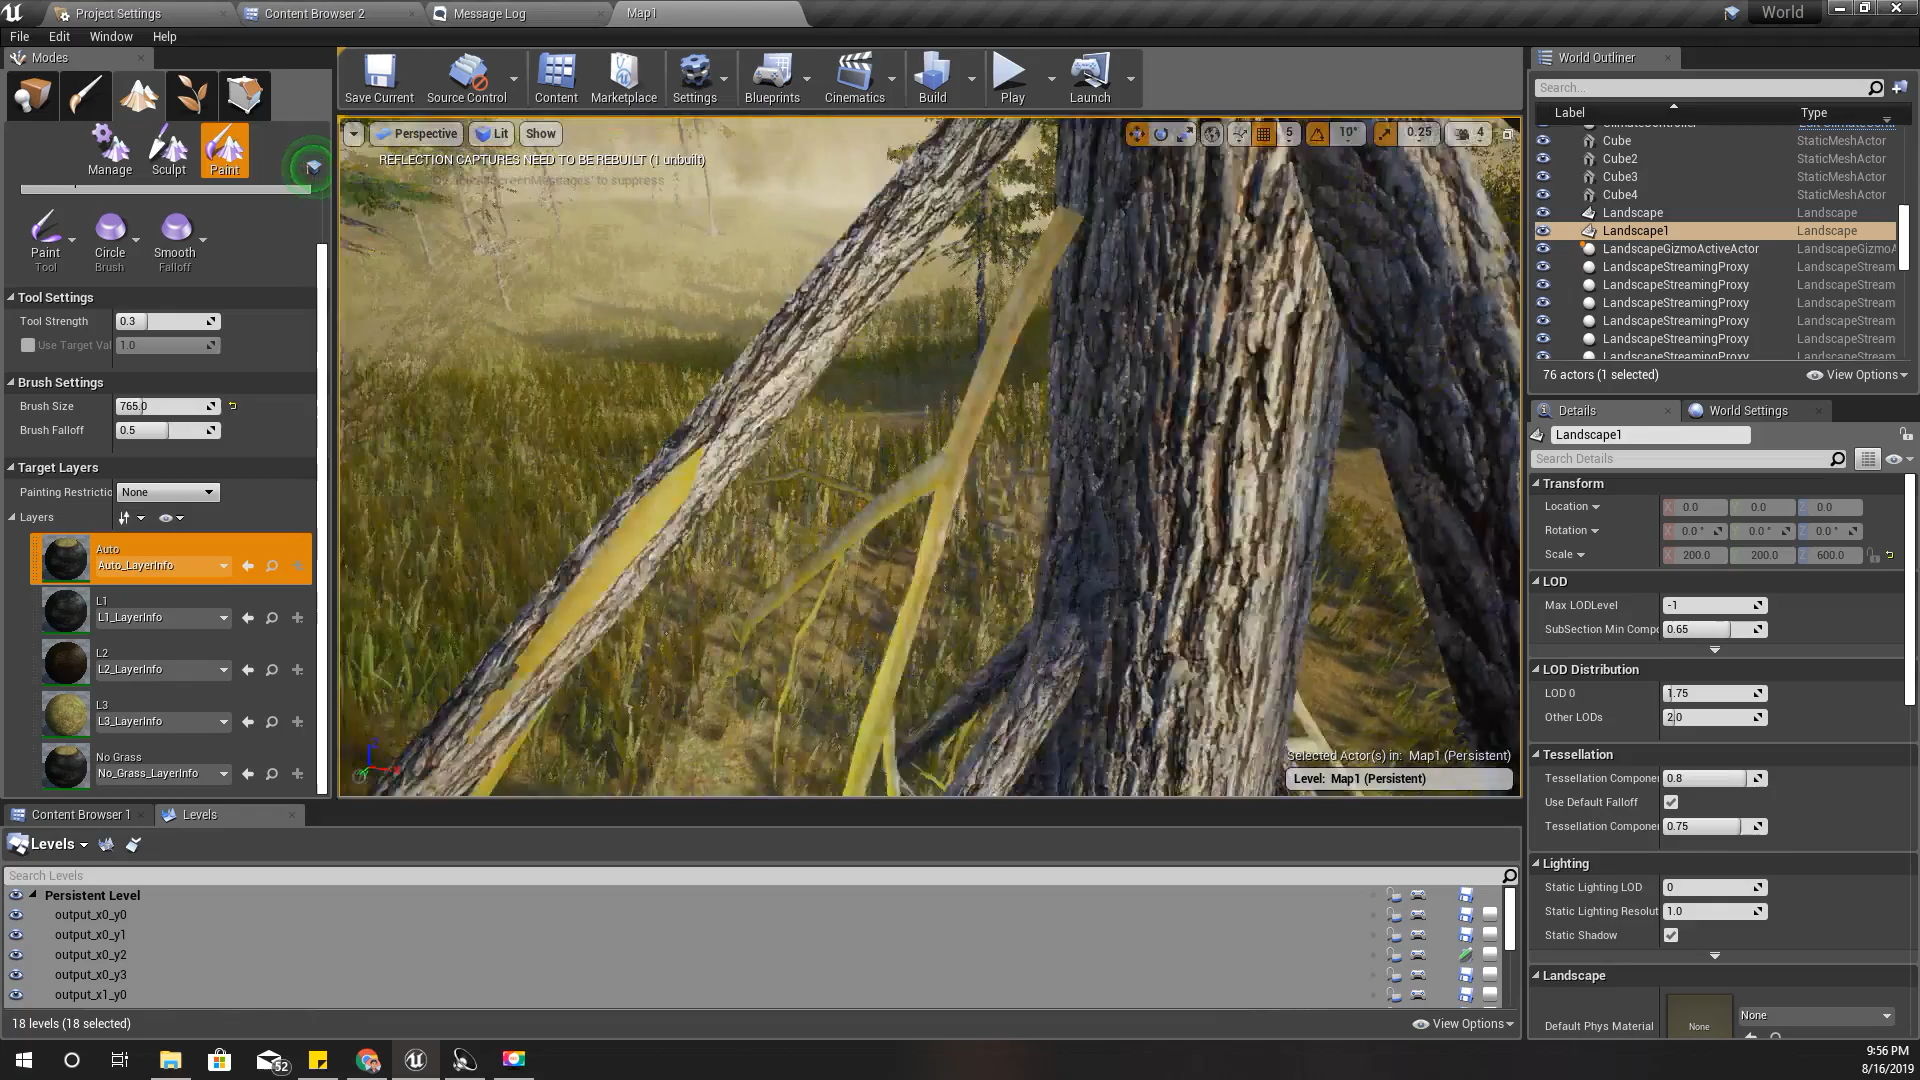 Project Settings
Content Browser 2
Message Log
Map1
World
File
Edit
Window
Help
Modes
Save Current
Source Control
Content
Marketplace
Settings
Blueprints
Cinematics
Build
Play
Launch
Manage
Sculpt
Paint
Paint
Tool
Circle
Brush
Smooth
Falloff
Tool Settings
Tool Strength 0.3
Use Target Val 1.0
Brush Settings
Brush Size 765.0
Brush Falloff 0.5
Target Layers
Painting Restrictio None
Layers
Auto
Auto_LayerInfo
L1
L1_LayerInfo
L2
L2_LayerInfo
L3
L3_LayerInfo
No Grass
No_Grass_LayerInfo
Perspective
Lit
Show
5
10°
0.25
4
REFLECTION CAPTURES NEED TO BE REBUILT (1 unbuilt)
to suppress
Selected Actor(s) in: Map1 (Persistent)
Level: Map1 (Persistent)
World Outliner
Search...
Label Type
Cube StaticMeshActor
Cube2 StaticMeshActor
Cube3 StaticMeshActor
Cube4 StaticMeshActor
Landscape Landscape
Landscape1 Landscape
LandscapeGizmoActiveActor LandscapeGizmoA
LandscapeStreamingProxy LandscapeStream
LandscapeStreamingProxy LandscapeStream
LandscapeStreamingProxy LandscapeStream
LandscapeStreamingProxy LandscapeStream
LandscapeStreamingProxy LandscapeStream
LandscapeStreamingProxy LandscapeStream
76 actors (1 selected)
View Options
Details
World Settings
Landscape1
Search Details
Transform
Location X 0.0 Y 0.0 Z 0.0
Rotation X 0.0° Y 0.0° Z 0.0°
Scale X 200.0 Y 200.0 Z 600.0
LOD
Max LODLevel -1
SubSection Min Compo 0.65
LOD Distribution
LOD 0 1.75
Other LODs 2.0
Tessellation
Tessellation Componen 0.8
Use Default Falloff
Tessellation Componen 0.75
Lighting
Static Lighting LOD 0
Static Lighting Resolut 1.0
Static Shadow
Landscape
Default Phys Material None
None
Content Browser 1
Levels
Levels
Search Levels
Persistent Level
output_x0_y0
output_x0_y1
output_x0_y2
output_x0_y3
output_x1_y0
18 levels (18 selected)
View Options
52
9:56 PM
8/16/2019